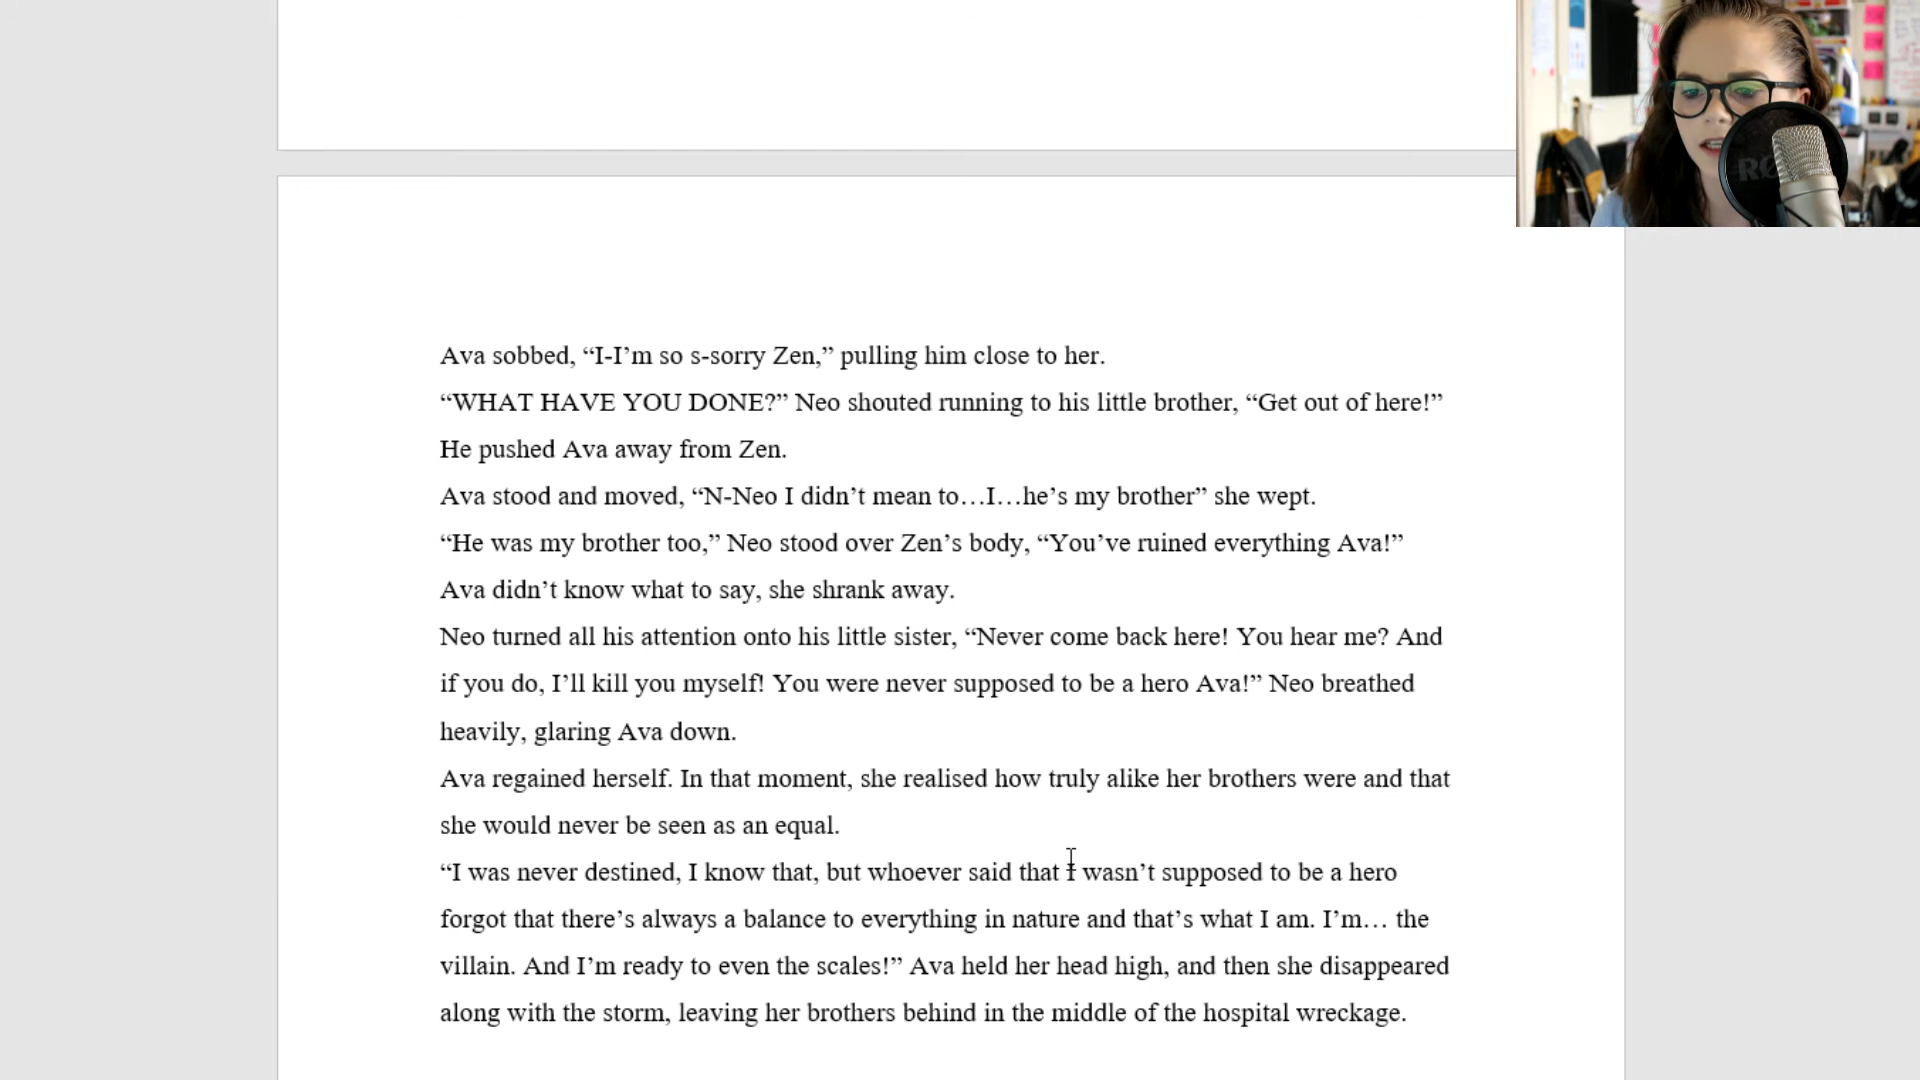 Ava sobbed, “I-I’m so s-sorry Zen,” pulling him close to her.
“WHAT HAVE YOU DONE?” Neo shouted running to his little brother, “Get out of here!”
He pushed Ava away from Zen.
Ava stood and moved, “N-Neo I didn’t mean to…I…he’s my brother” she wept.
“He was my brother too,” Neo stood over Zen’s body, “You’ve ruined everything Ava!”
Ava didn’t know what to say, she shrank away.
Neo turned all his attention onto his little sister, “Never come back here! You hear me? And
if you do, I’ll kill you myself! You were never supposed to be a hero Ava!” Neo breathed
heavily, glaring Ava down.
Ava regained herself. In that moment, she realised how truly alike her brothers were and that
she would never be seen as an equal.
“I was never destined, I know that, but whoever said that I wasn’t supposed to be a hero
forgot that there’s always a balance to everything in nature and that’s what I am. I’m… the
villain. And I’m ready to even the scales!” Ava held her head high, and then she disappeared
along with the storm, leaving her brothers behind in the middle of the hospital wreckage.